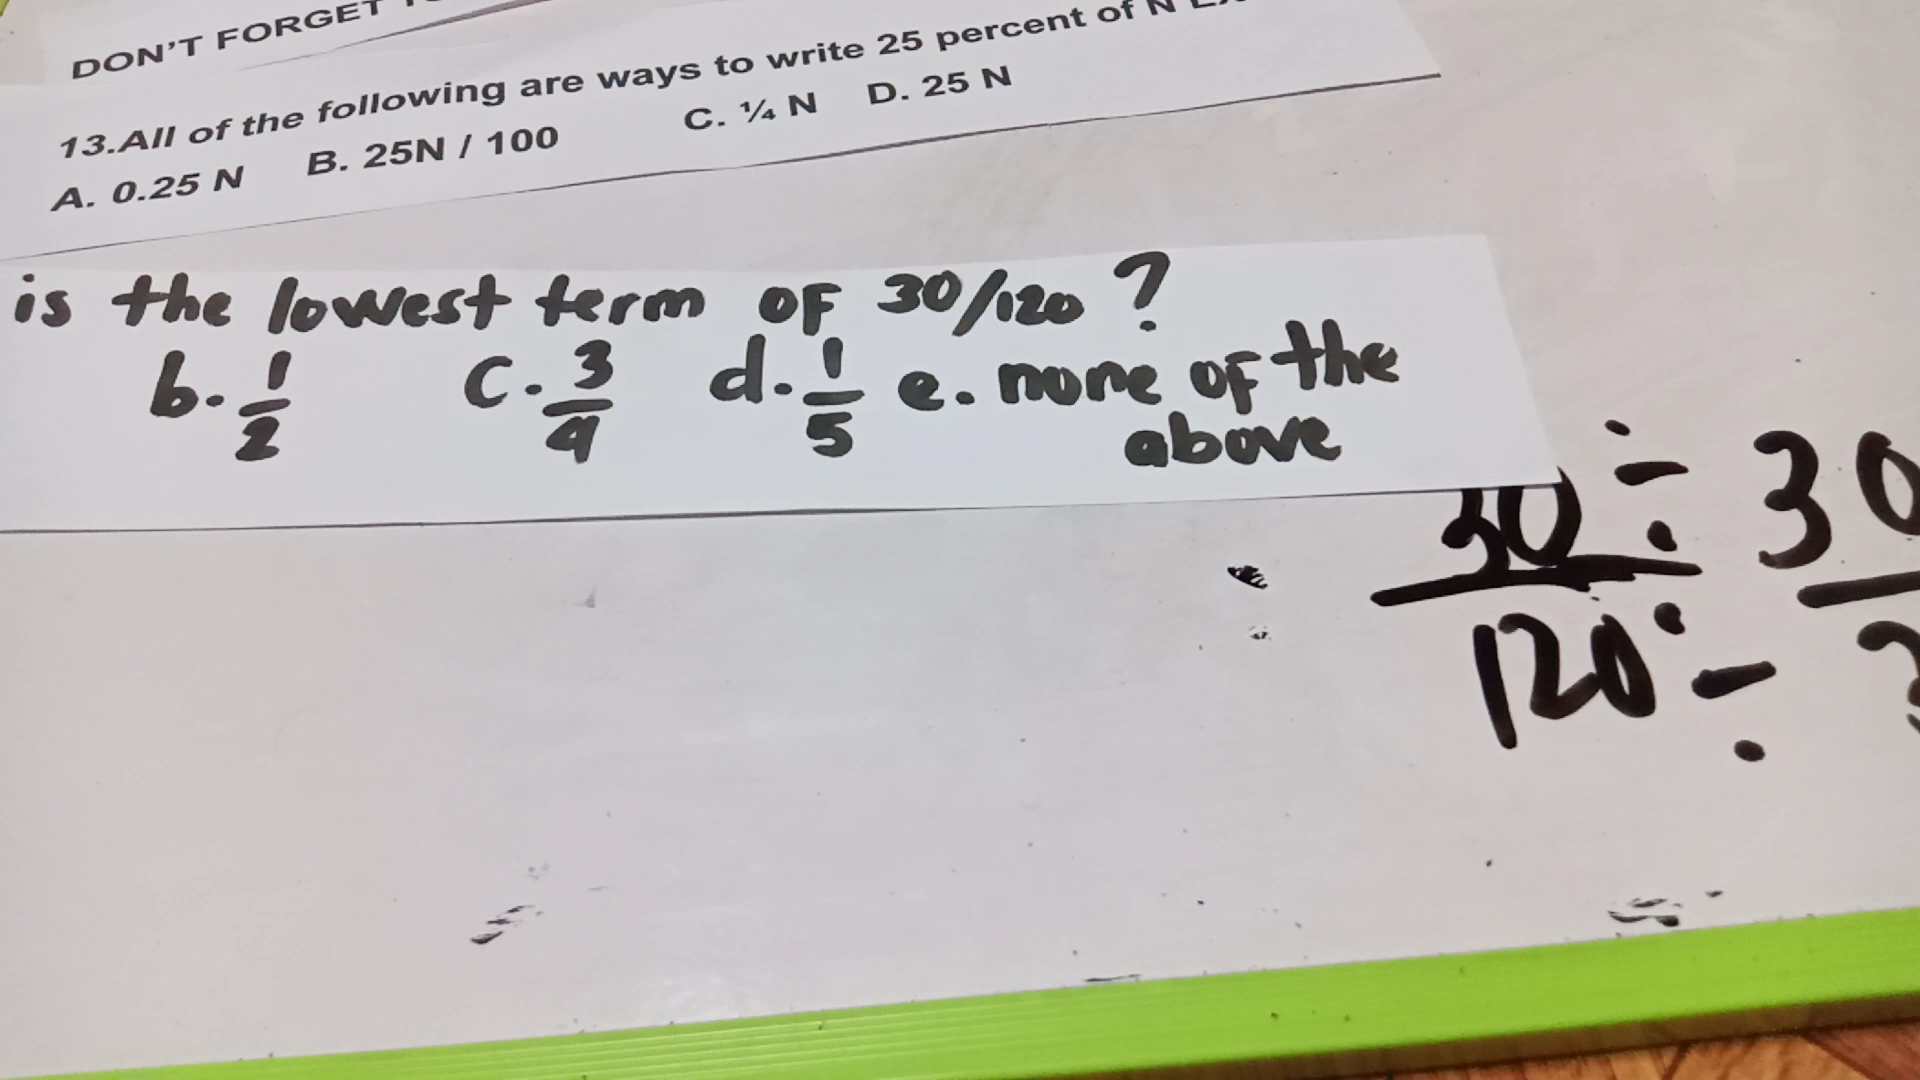 DON'T FORGET
13.All of the following are ways to write 25 percent of N
A. 0.25 N B. 25N / 100 C. ¼ N D. 25 N
is the lowest term of 30/120?
b. 1/2 c. 3/4 d. 1/5 e. none of the
above
30 ÷ 30
120 ÷